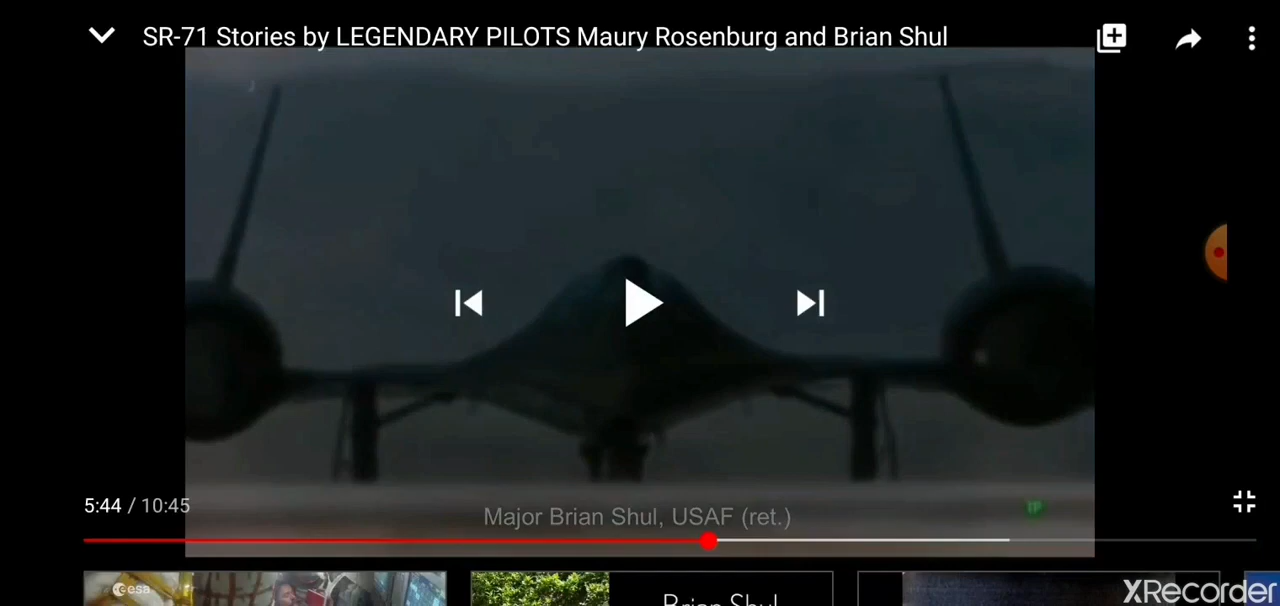 SR-71 Stories by LEGENDARY PILOTS Maury Rosenburg and Brian Shul
5:44 / 10:45
Major Brian Shul, USAF (ret.)
IP
esa
Brian Shul
XRecorder